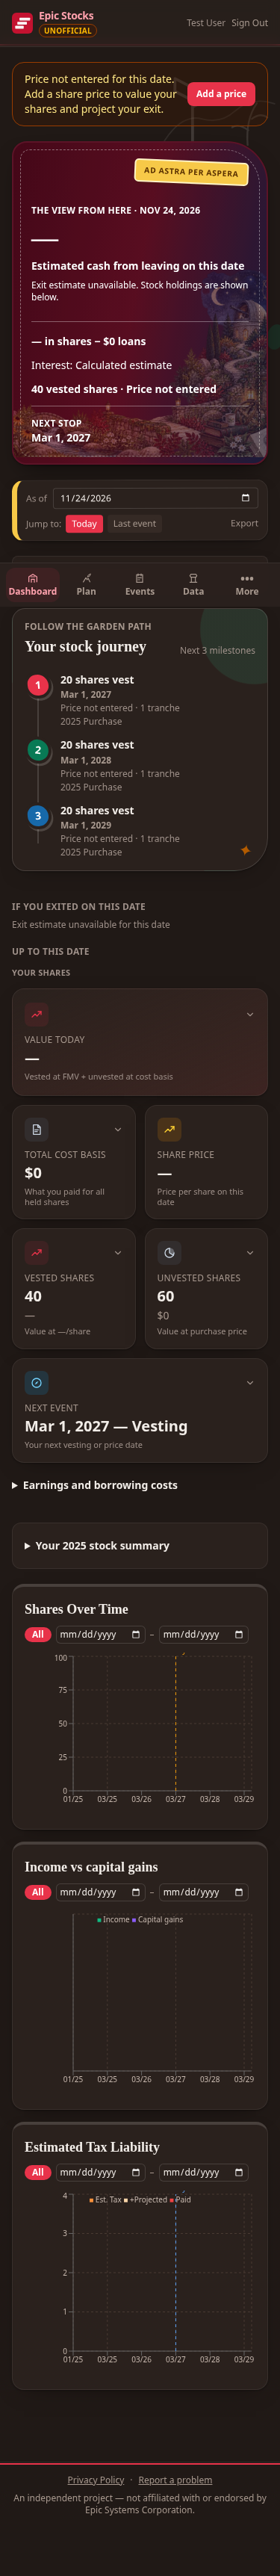 Epic Stocks
UNOFFICIAL
Test User Sign Out
Price not entered for this date.
Add a share price to value your
shares and project your exit.
Add a price
AD ASTRA PER ASPERA
THE VIEW FROM HERE · NOV 24, 2026
—
Estimated cash from leaving on this date
Exit estimate unavailable. Stock holdings are shown
below.
— in shares − $0 loans
Interest: Calculated estimate
40 vested shares · Price not entered
NEXT STOP
Mar 1, 2027
As of 11/24/2026
Jump to: Today Last event Export
Dashboard Plan Events Data More
FOLLOW THE GARDEN PATH
Your stock journey Next 3 milestones
1 20 shares vest
Mar 1, 2027
Price not entered · 1 tranche
2025 Purchase
2 20 shares vest
Mar 1, 2028
Price not entered · 1 tranche
2025 Purchase
3 20 shares vest
Mar 1, 2029
Price not entered · 1 tranche
2025 Purchase
IF YOU EXITED ON THIS DATE
Exit estimate unavailable for this date
UP TO THIS DATE
YOUR SHARES
VALUE TODAY
—
Vested at FMV + unvested at cost basis
TOTAL COST BASIS
$0
What you paid for all
held shares
SHARE PRICE
—
Price per share on this
date
VESTED SHARES
40
—
Value at —/share
UNVESTED SHARES
60
$0
Value at purchase price
NEXT EVENT
Mar 1, 2027 — Vesting
Your next vesting or price date
Earnings and borrowing costs
Your 2025 stock summary
Shares Over Time
All mm/dd/yyyy – mm/dd/yyyy
100
75
50
25
0
01/25 03/25 03/26 03/27 03/28 03/29
Income vs capital gains
All mm/dd/yyyy – mm/dd/yyyy
Income Capital gains
01/25 03/25 03/26 03/27 03/28 03/29
Estimated Tax Liability
All mm/dd/yyyy – mm/dd/yyyy
Est. Tax +Projected Paid
4
3
2
1
0
01/25 03/25 03/26 03/27 03/28 03/29
Privacy Policy · Report a problem
An independent project — not affiliated with or endorsed by
Epic Systems Corporation.